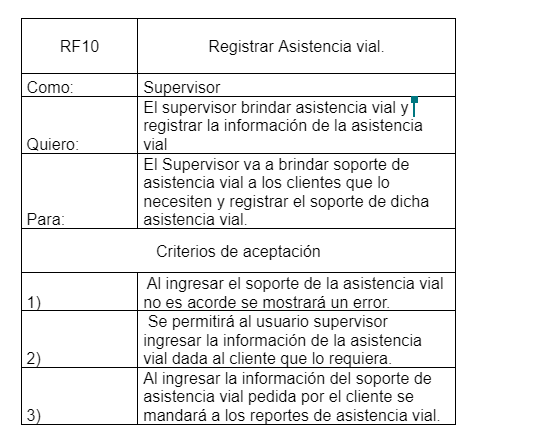 RF10 Registrar Asistencia vial.
Como: Supervisor
El supervisor brindar asistencia vial y
registrar la información de la asistencia
Quiero: vial
El Supervisor va a brindar soporte de
asistencia vial a los clientes que lo
necesiten y registrar el soporte de dicha
Para: asistencia vial.
Criterios de aceptación
Al ingresar el soporte de la asistencia vial
1) no es acorde se mostrará un error.
Se permitirá al usuario supervisor
ingresar la información de la asistencia
2) vial dada al cliente que lo requiera.
Al ingresar la información del soporte de
asistencia vial pedida por el cliente se
3) mandará a los reportes de asistencia vial.